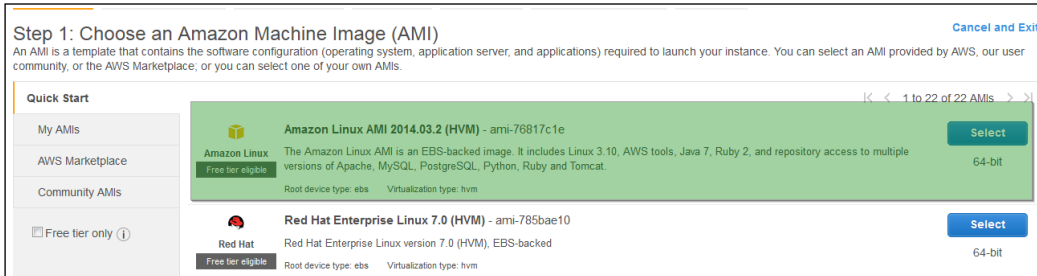 Step 1: Choose an Amazon Machine Image (AMI)
Cancel and Exit
An AMI is a template that contains the software configuration (operating system, application server, and applications) required to launch your instance. You can select an AMI provided by AWS, our user
community, or the AWS Marketplace; or you can select one of your own AMIs.
Quick Start
1 to 22 of 22 AMIs
My AMIs
AWS Marketplace
Community AMIs
Free tier only
Amazon Linux
Free tier eligible
Amazon Linux AMI 2014.03.2 (HVM) - ami-76817c1e
The Amazon Linux AMI is an EBS-backed image. It includes Linux 3.10, AWS tools, Java 7, Ruby 2, and repository access to multiple
versions of Apache, MySQL, PostgreSQL, Python, Ruby and Tomcat.
Root device type: ebs Virtualization type: hvm
Select
64-bit
Red Hat
Free tier eligible
Red Hat Enterprise Linux 7.0 (HVM) - ami-785bae10
Red Hat Enterprise Linux version 7.0 (HVM), EBS-backed
Root device type: ebs Virtualization type: hvm
Select
64-bit